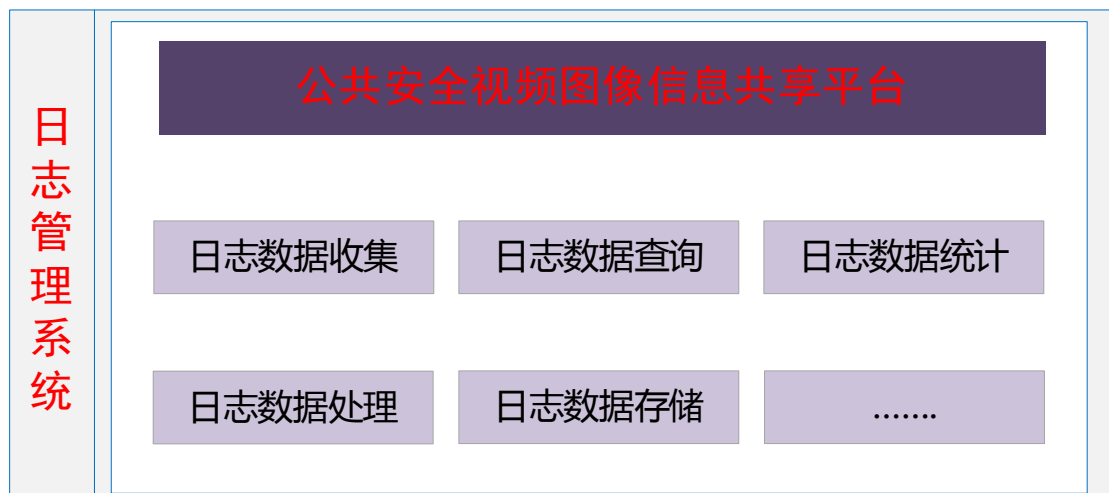 日志管理系统
公共安全视频图像信息共享平台
日志数据收集
日志数据查询
日志数据统计
日志数据处理
日志数据存储
.......